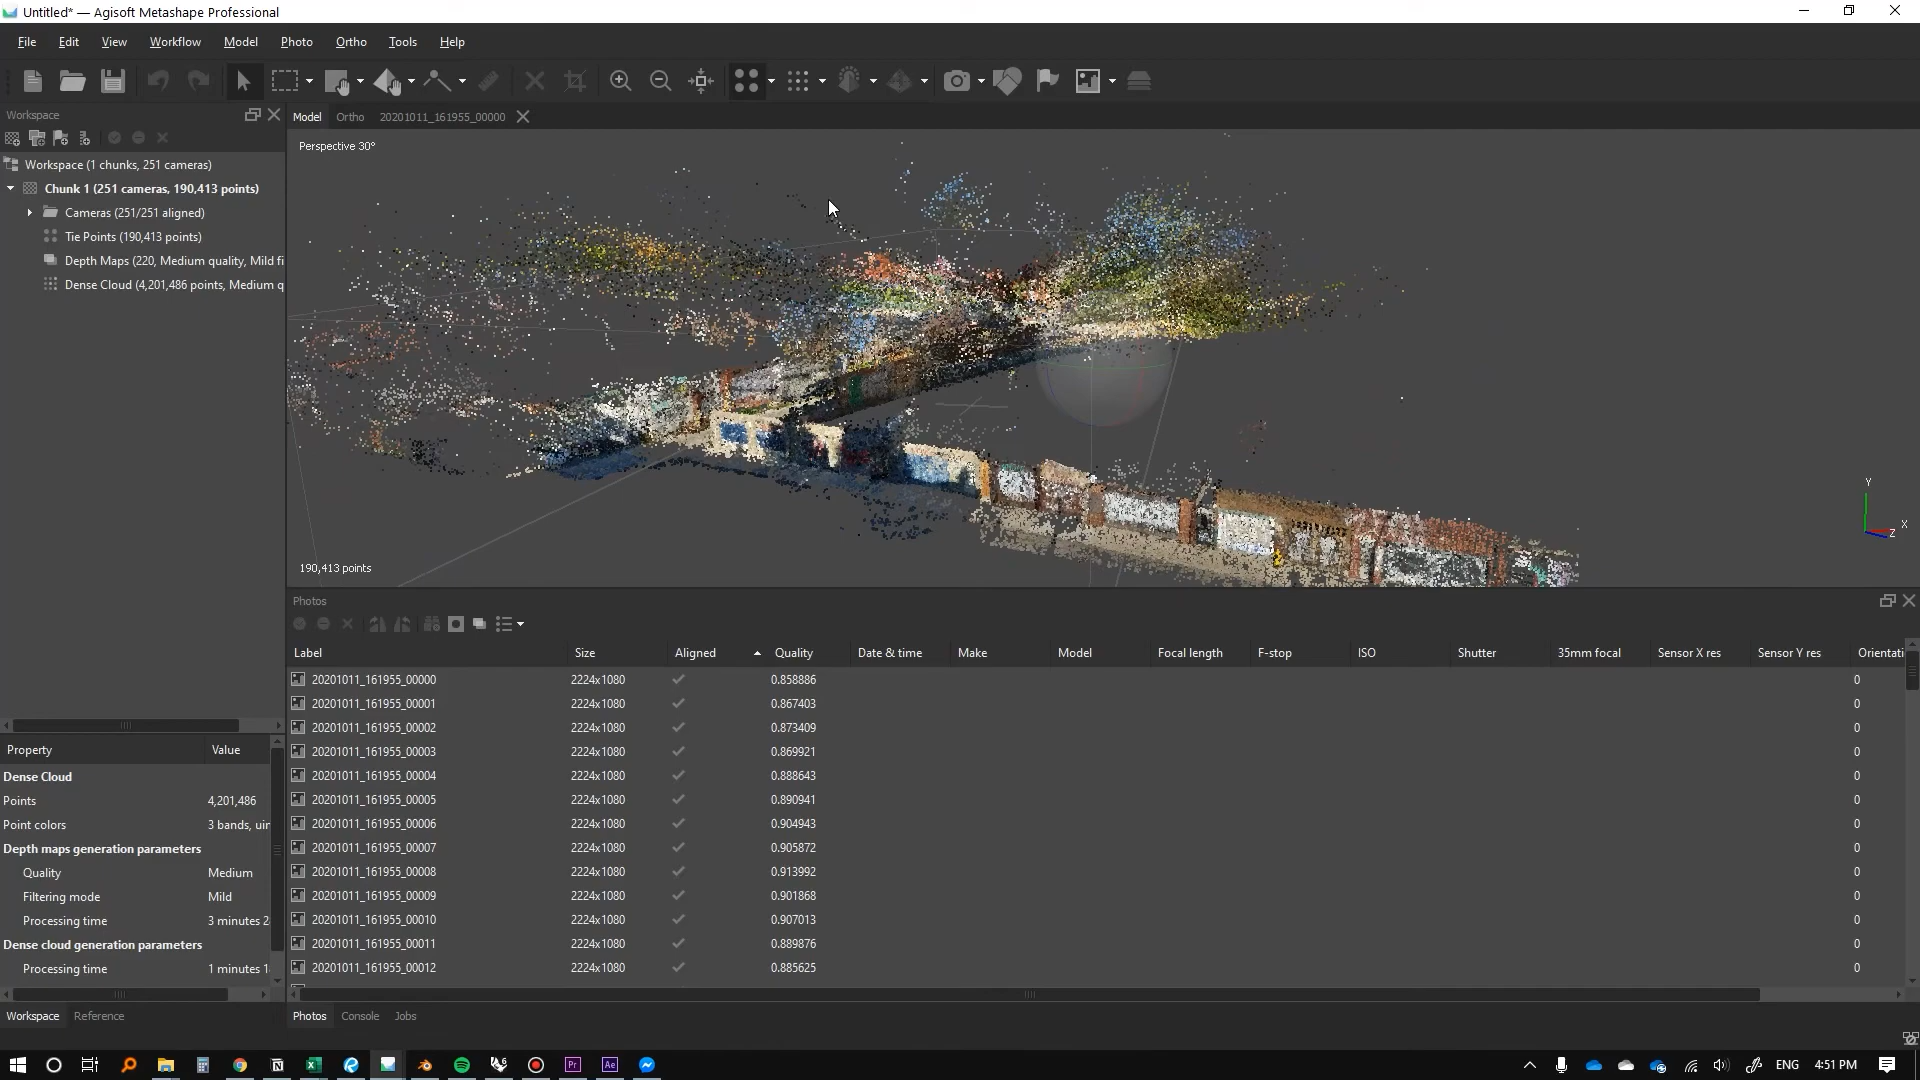 Untitled* — Agisoft Metashape Professional
File Edit View Workflow Model Photo Ortho Tools Help
Workspace
Model Ortho 20201011_161955_00000
Perspective 30°
Workspace (1 chunks, 251 cameras)
Chunk 1 (251 cameras, 190,413 points)
Cameras (251/251 aligned)
Tie Points (190,413 points)
Depth Maps (220, Medium quality, Mild fi
Dense Cloud (4,201,486 points, Medium q
Y
X
Z
190,413 points
Property Value
Dense Cloud
Points 4,201,486
Point colors 3 bands, uin
Depth maps generation parameters
Quality Medium
Filtering mode Mild
Processing time 3 minutes 2
Dense cloud generation parameters
Processing time 1 minutes 1
Workspace Reference
Photos
Label Size Aligned Quality Date & time Make Model Focal length F-stop ISO Shutter 35mm focal Sensor X res Sensor Y res Orientati
20201011_161955_00000 2224x1080 0.858886 0
20201011_161955_00001 2224x1080 0.867403 0
20201011_161955_00002 2224x1080 0.873409 0
20201011_161955_00003 2224x1080 0.869921 0
20201011_161955_00004 2224x1080 0.888643 0
20201011_161955_00005 2224x1080 0.890941 0
20201011_161955_00006 2224x1080 0.904943 0
20201011_161955_00007 2224x1080 0.905872 0
20201011_161955_00008 2224x1080 0.913992 0
20201011_161955_00009 2224x1080 0.901868 0
20201011_161955_00010 2224x1080 0.907013 0
20201011_161955_00011 2224x1080 0.889876 0
20201011_161955_00012 2224x1080 0.885625 0
Photos Console Jobs
Pr Ae ENG 4:51 PM